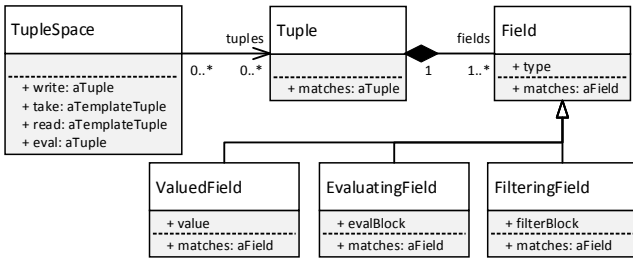 TupleSpace
+ write: aTuple
+ take: aTemplateTuple
+ read: aTemplateTuple
+ eval: aTuple
tuples
0..* 0..*
Tuple
+ matches: aTuple
fields
1 1..*
Field
+ type
+ matches: aField
ValuedField
+ value
+ matches: aField
EvaluatingField
+ evalBlock
+ matches: aField
FilteringField
+ filterBlock
+ matches: aField